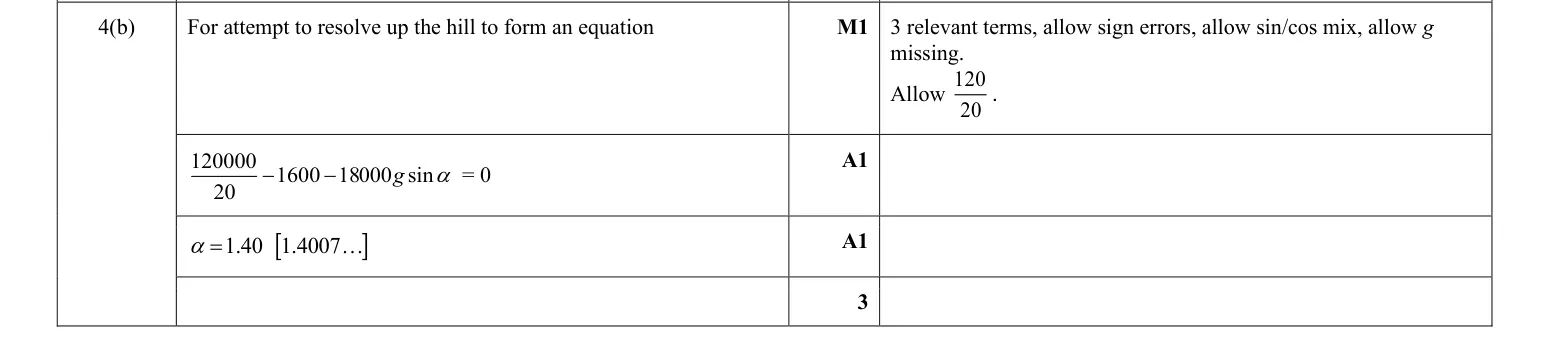 4(b) For attempt to resolve up the hill to form an equation M1 3 relevant terms, allow sign errors, allow sin/cos mix, allow g
missing.
Allow 120/20 .
120000/20 − 1600 − 18000g sin α = 0 A1
α = 1.40 [1.4007…] A1
3